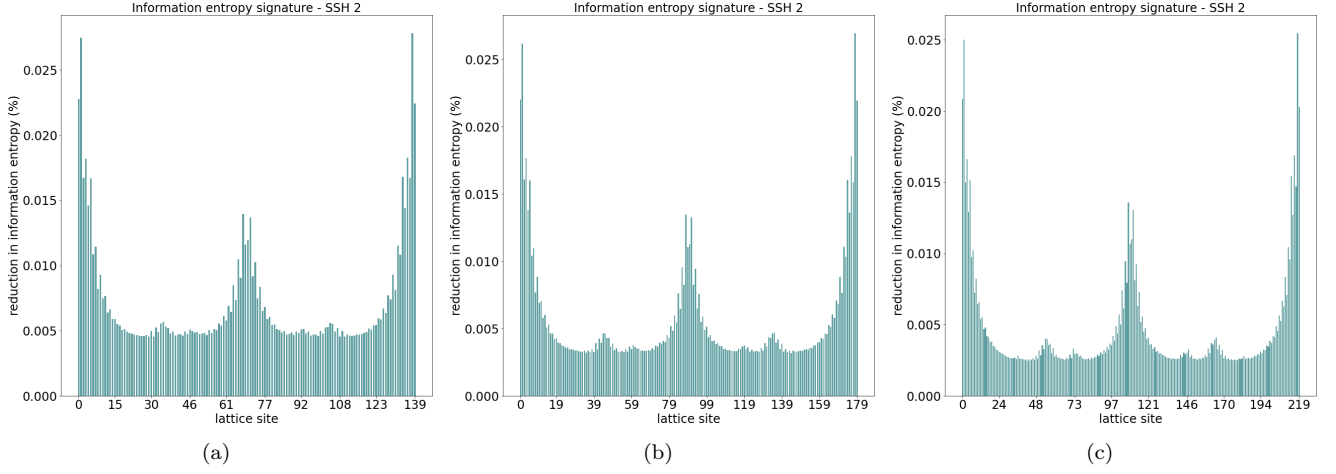 Information entropy signature - SSH 2
reduction in information entropy (%)
0.025
0.020
0.015
0.010
0.005
0.000
0 15 30 46 61 77 92 108 123 139
lattice site
(a)
Information entropy signature - SSH 2
reduction in information entropy (%)
0.025
0.020
0.015
0.010
0.005
0.000
0 19 39 59 79 99 119 139 159 179
lattice site
(b)
Information entropy signature - SSH 2
reduction in information entropy (%)
0.025
0.020
0.015
0.010
0.005
0.000
0 24 48 73 97 121 146 170 194 219
lattice site
(c)